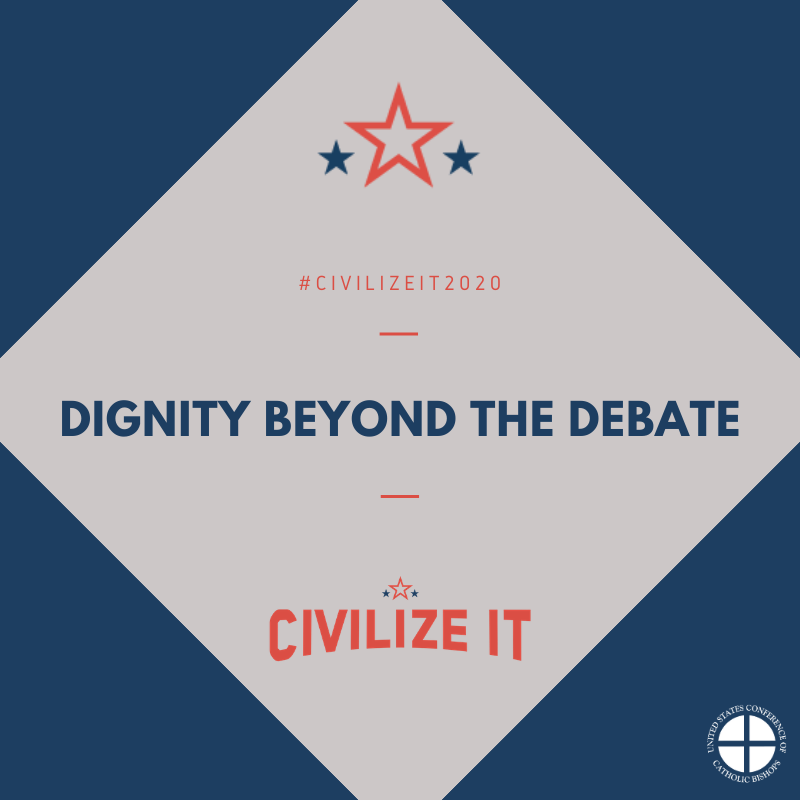 #CIVILIZEIT2020
DIGNITY BEYOND THE DEBATE
CIVILIZE IT
UNITED STATES CONFERENCE OF
CATHOLIC BISHOPS